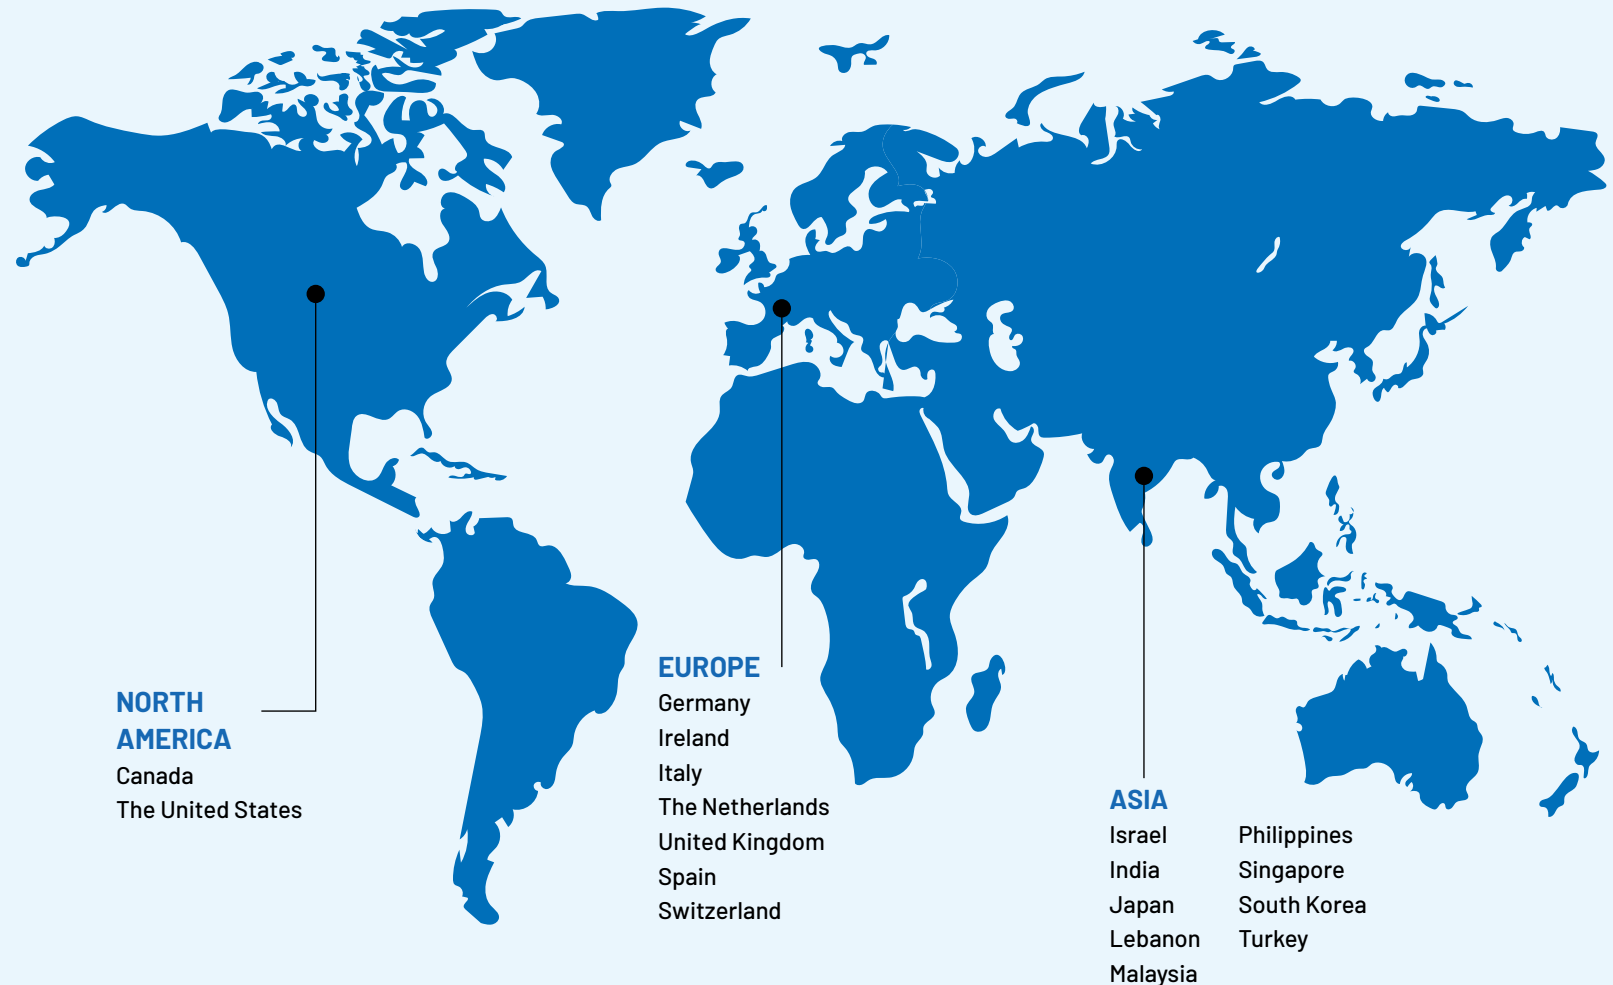 NORTH
AMERICA
Canada
The United States
EUROPE
Germany
Ireland
Italy
The Netherlands
United Kingdom
Spain
Switzerland
ASIA
Israel
India
Japan
Lebanon
Malaysia
Philippines
Singapore
South Korea
Turkey